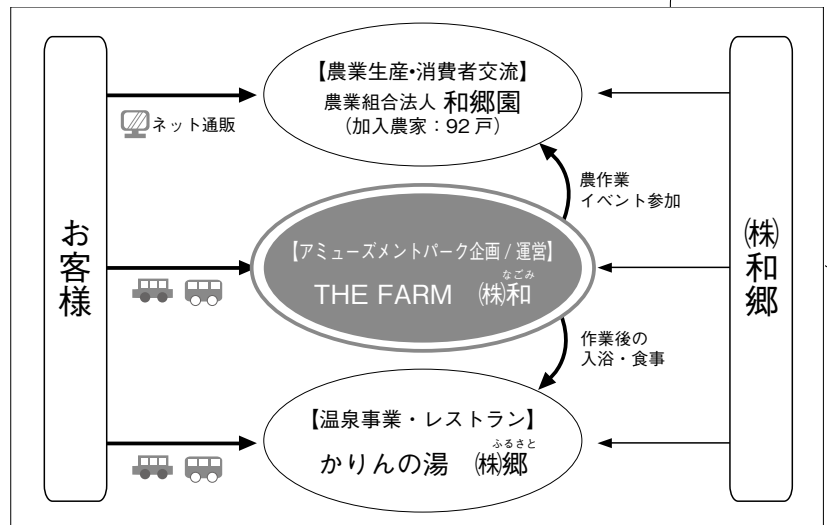 お客様
【農業生産・消費者交流】
農業組合法人 和郷園
(加入農家：92戸)
ネット通販
農作業
イベント参加
【アミューズメントパーク企画/運営】
なごみ
THE FARM ㈱和
作業後の
入浴・食事
【温泉事業・レストラン】
ふるさと
かりんの湯 ㈱郷
㈱和郷